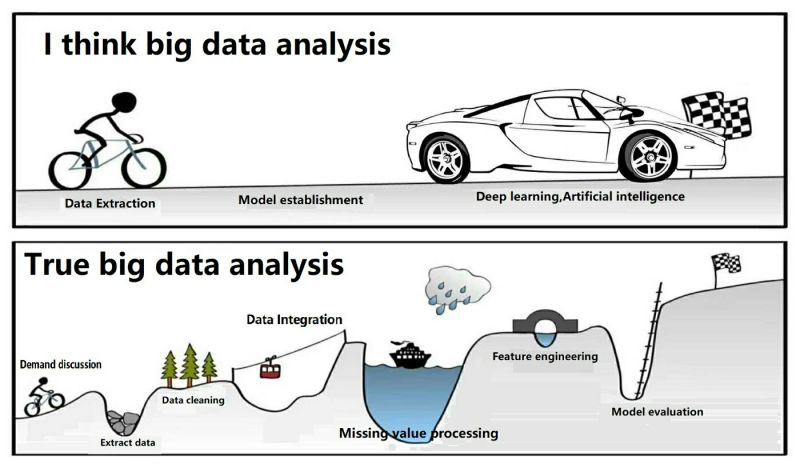 I think big data analysis
Data Extraction
Model establishment
Deep learning,Artificial intelligence
True big data analysis
Demand discussion
Extract data
Data cleaning
Data Integration
Missing value processing
Feature engineering
Model evaluation